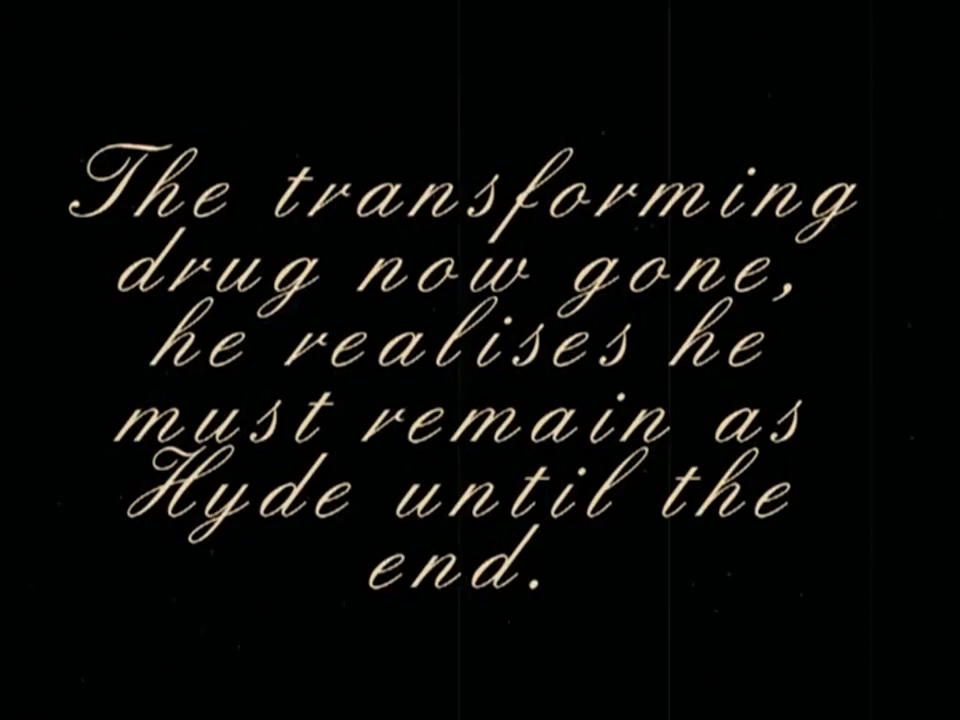 The transforming
drug now gone,
he realises he
must remain as
Hyde until the
end.